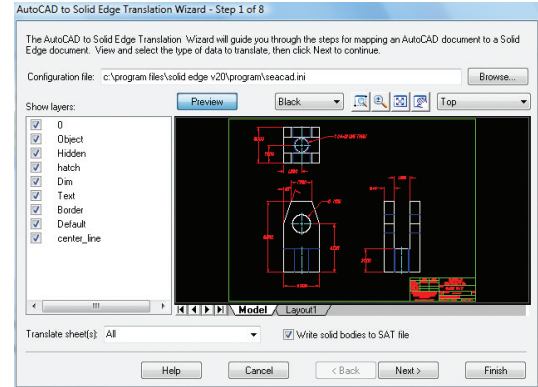 AutoCAD to Solid Edge Translation Wizard - Step 1 of 8
The AutoCAD to Solid Edge Translation Wizard will guide you through the steps for mapping an AutoCAD document to a Solid
Edge document. View and select the type of data to translate, then click Next to continue.
Configuration file: c:\program files\solid edge v20\program\seacad.ini Browse...
Show layers: Preview Black Top
0
Object
Hidden
hatch
Dim
Text
Border
Default
center_line
Model Layout1
Translate sheet(s): All Write solid bodies to SAT file
Help Cancel < Back Next > Finish